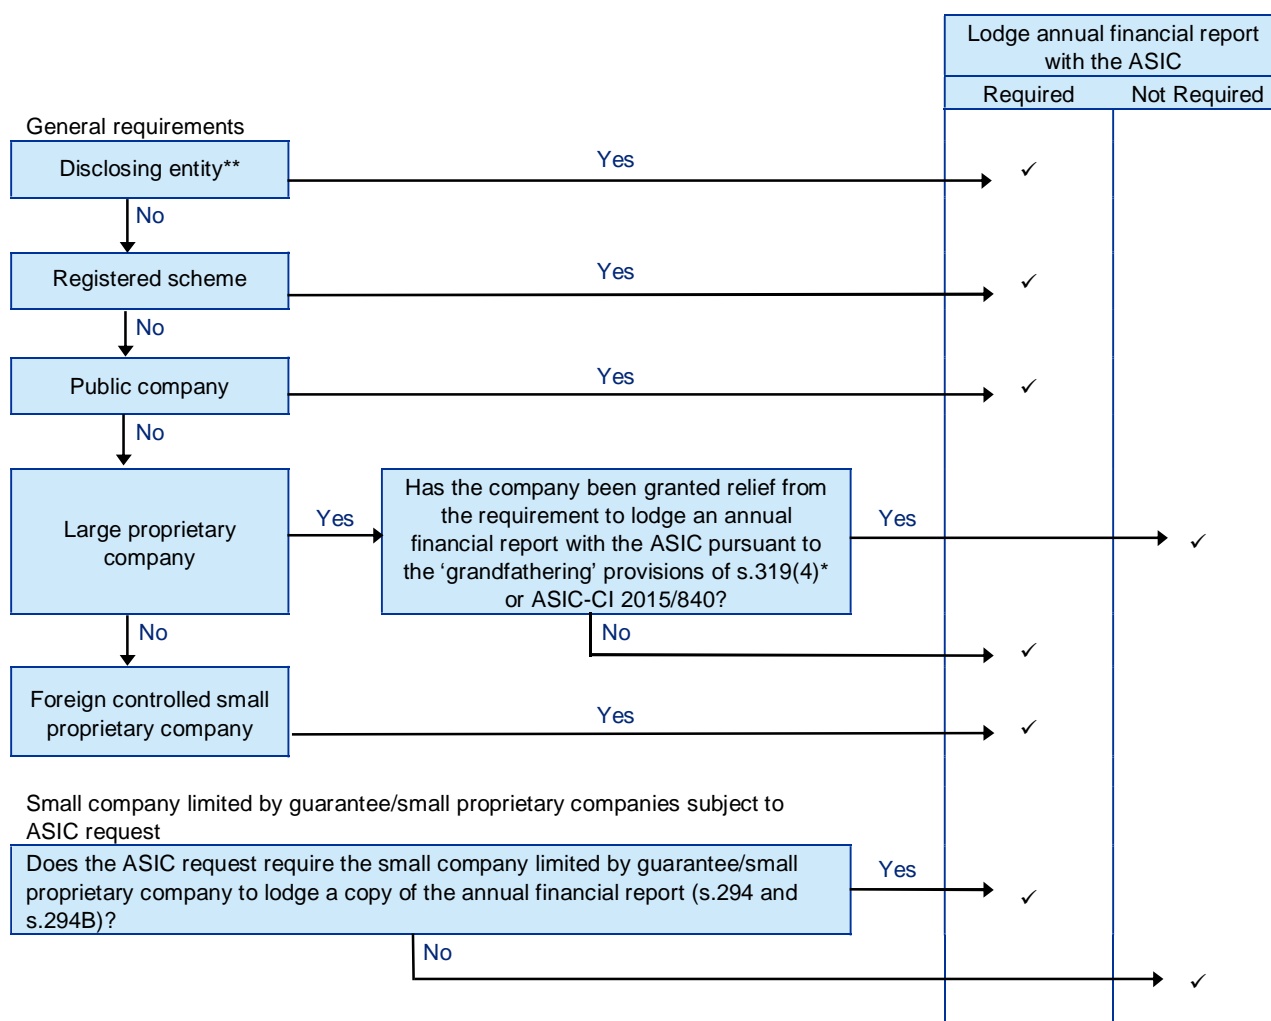 Lodge annual financial report
with the ASIC
Required
Not Required
General requirements
Disclosing entity**
Yes
✓
No
Registered scheme
Yes
✓
No
Public company
Yes
✓
No
Large proprietary
company
Yes
Has the company been granted relief from
the requirement to lodge an annual
financial report with the ASIC pursuant to
the ‘grandfathering’ provisions of s.319(4)*
or ASIC-CI 2015/840?
Yes
✓
No
✓
No
Foreign controlled small
proprietary company
Yes
✓
Small company limited by guarantee/small proprietary companies subject to
ASIC request
Does the ASIC request require the small company limited by guarantee/small
proprietary company to lodge a copy of the annual financial report (s.294 and
s.294B)?
Yes
✓
No
✓